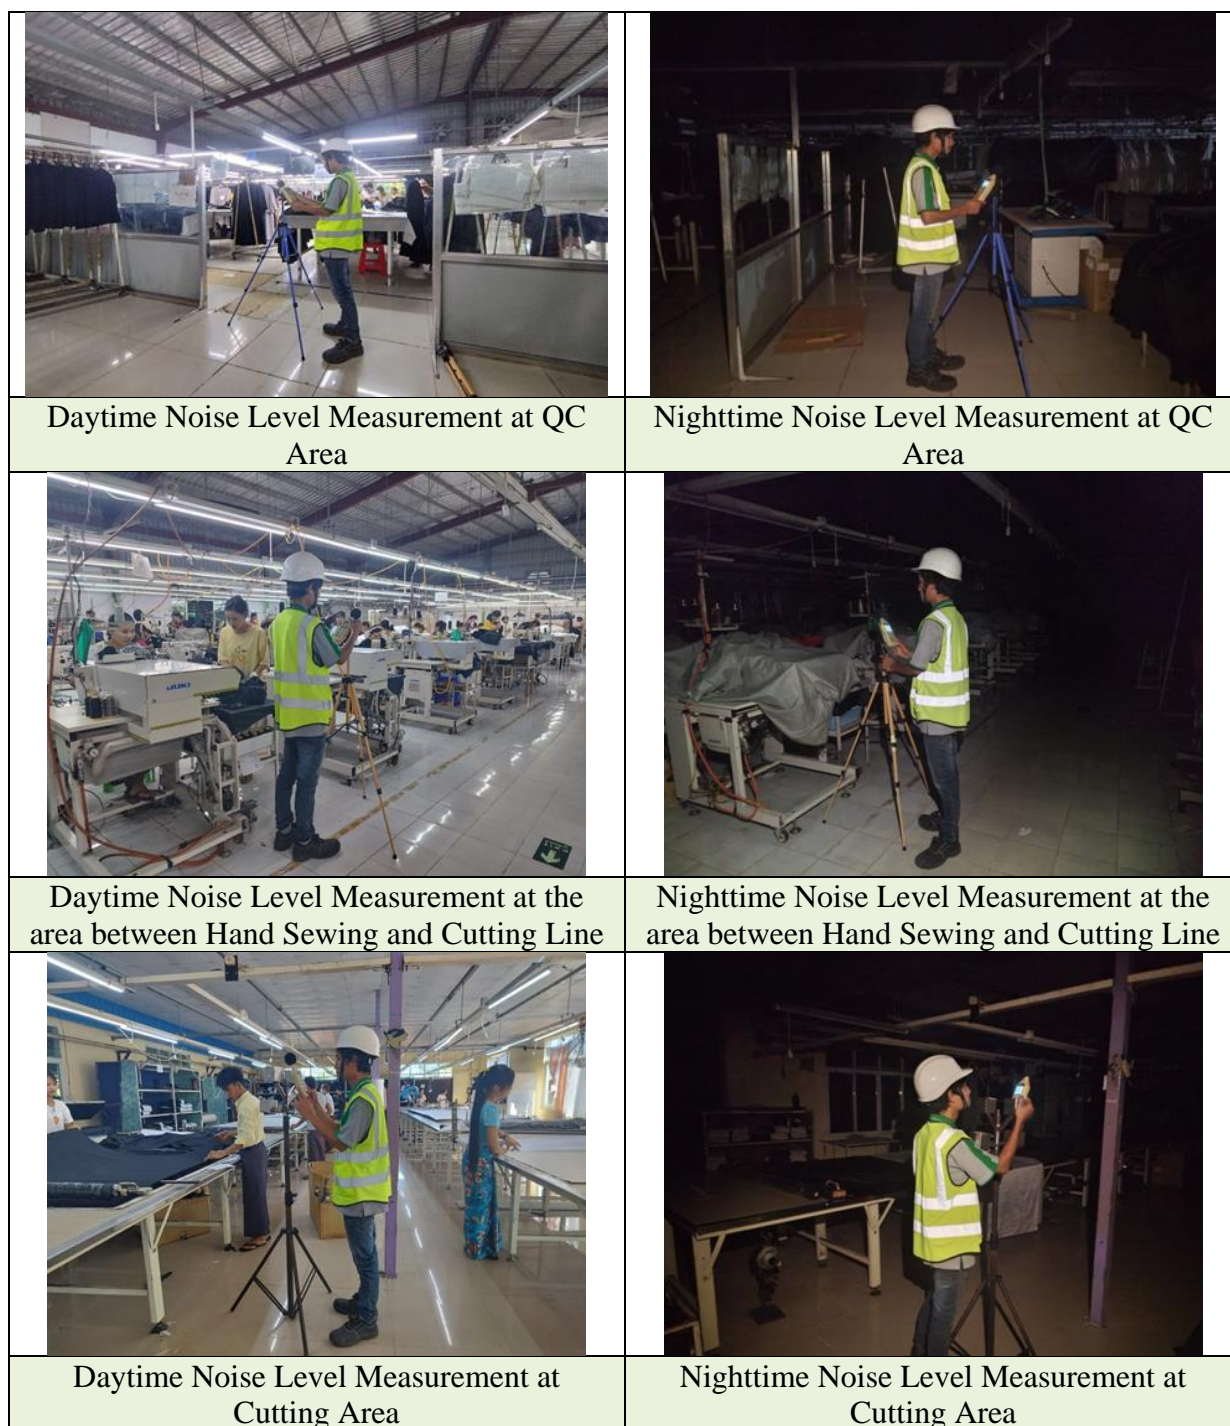 Daytime Noise Level Measurement at QC
Area
Nighttime Noise Level Measurement at QC
Area
JUKI
Daytime Noise Level Measurement at the
area between Hand Sewing and Cutting Line
Nighttime Noise Level Measurement at the
area between Hand Sewing and Cutting Line
Daytime Noise Level Measurement at
Cutting Area
Nighttime Noise Level Measurement at
Cutting Area